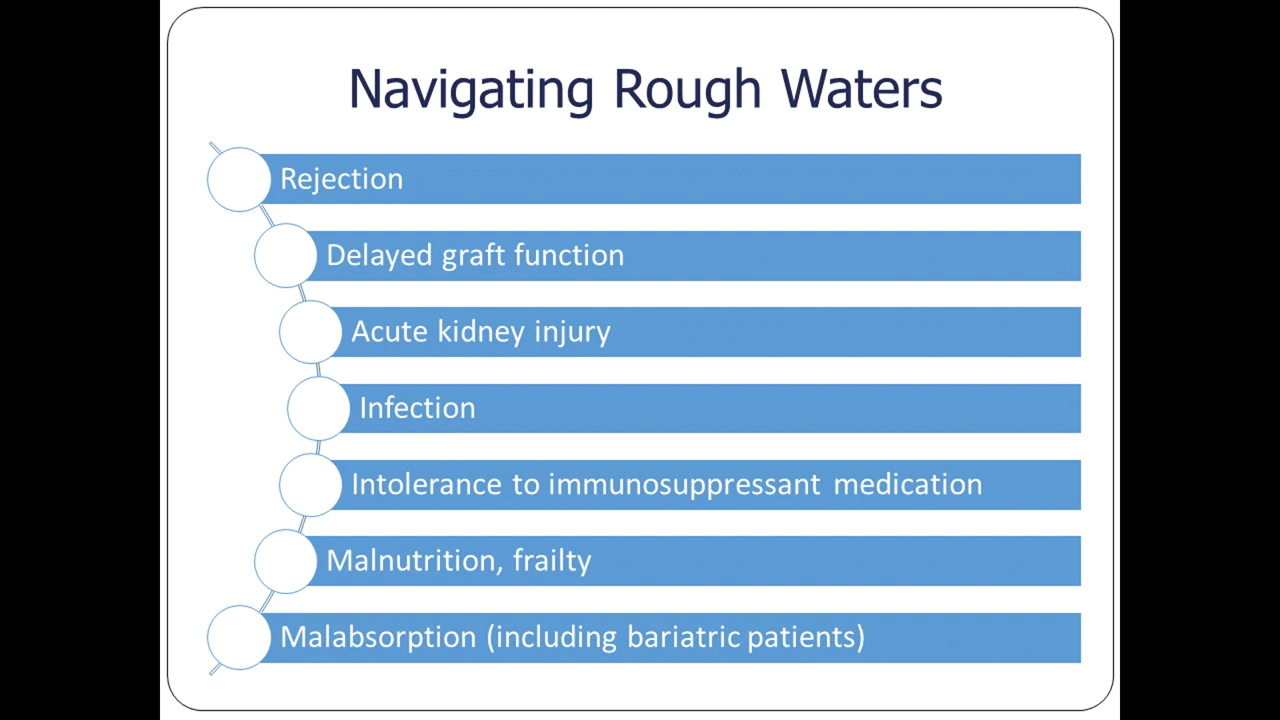 Navigating Rough Waters
Rejection
Delayed graft function
Acute kidney injury
Infection
Intolerance to immunosuppressant medication
Malnutrition, frailty
Malabsorption (including bariatric patients)